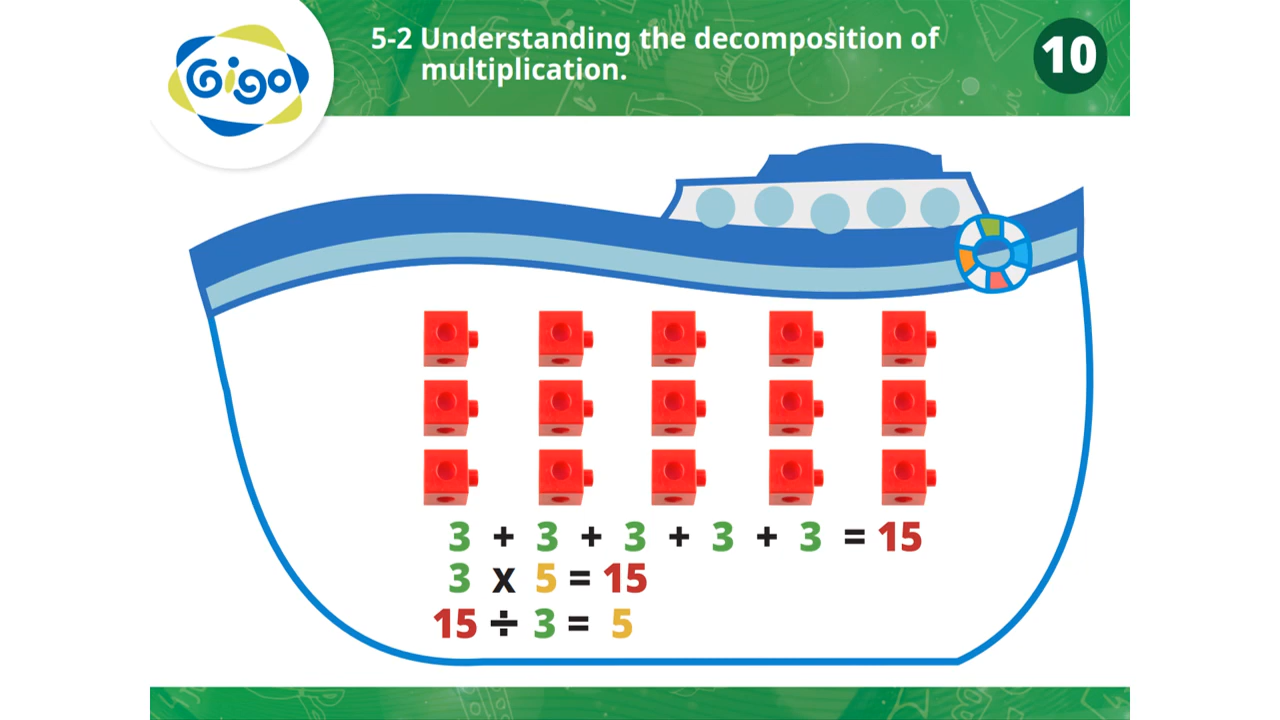 Gigo
5-2 Understanding the decomposition of
multiplication.
10
3 + 3 + 3 + 3 + 3 = 15
3 x 5 = 15
15 ÷ 3 = 5